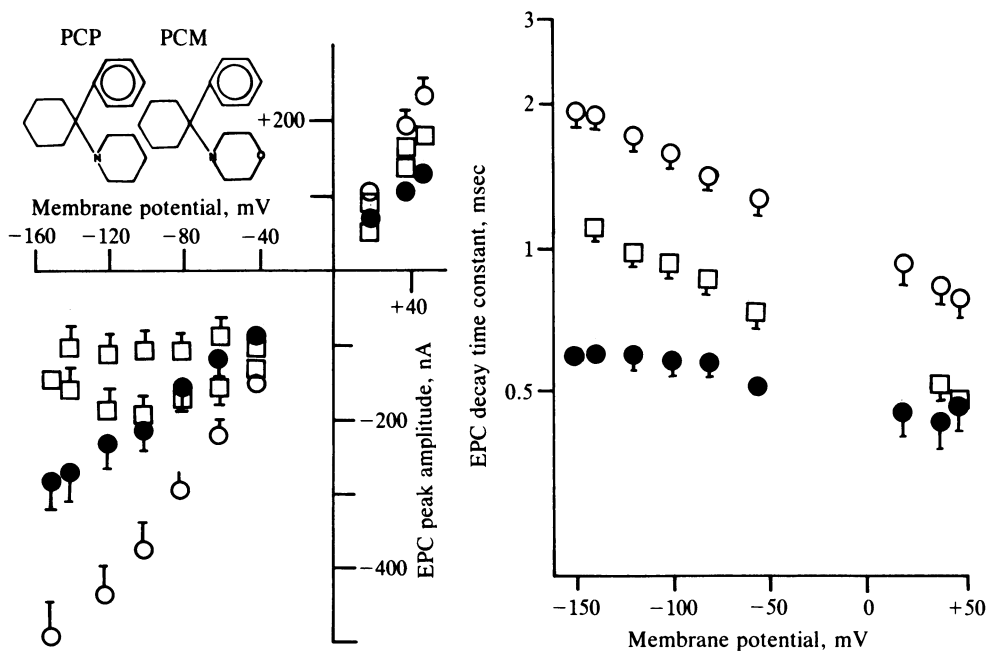 PCP PCM
N N O
Membrane potential, mV
−160 −120 −80 −40
+200
+40
−200
−400
EPC peak amplitude, nA
EPC decay time constant, msec
3
2
1
0.5
−150 −100 −50 0 +50
Membrane potential, mV